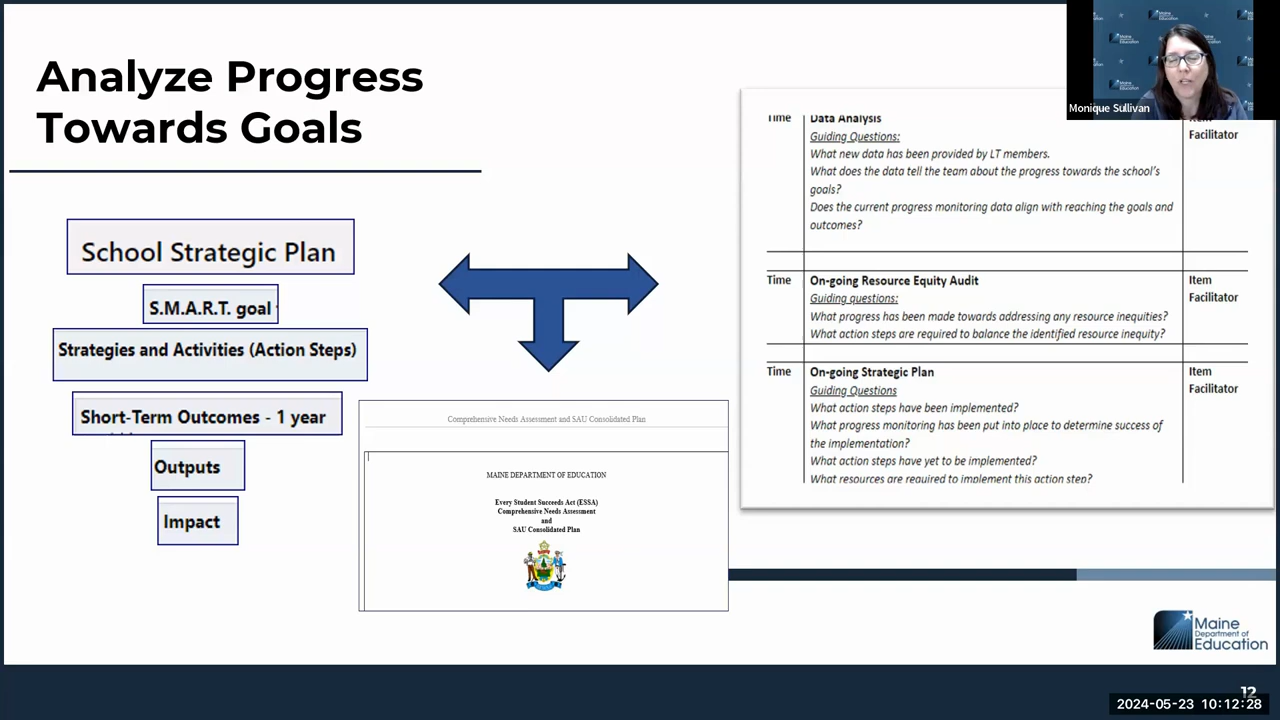 Analyze Progress
Towards Goals
School Strategic Plan
S.M.A.R.T. goal
Strategies and Activities (Action Steps)
Short-Term Outcomes - 1 year
Outputs
Impact
Comprehensive Needs Assessment and SAU Consolidated Plan
MAINE DEPARTMENT OF EDUCATION
Every Student Succeeds Act (ESSA)
Comprehensive Needs Assessment
and
SAU Consolidated Plan
Time
Data Analysis
Item
Facilitator
Guiding Questions:
What new data has been provided by LT members.
What does the data tell the team about the progress towards the school's
goals?
Does the current progress monitoring data align with reaching the goals and
outcomes?
Time
On-going Resource Equity Audit
Item
Facilitator
Guiding questions:
What progress has been made towards addressing any resource inequities?
What action steps are required to balance the identified resource inequity?
Time
On-going Strategic Plan
Item
Facilitator
Guiding Questions
What action steps have been implemented?
What progress monitoring has been put into place to determine success of
the implementation?
What action steps have yet to be implemented?
What resources are required to implement this action step?
Maine
Department of
Education
Monique Sullivan
Maine
Department of
Education
12
2024-05-23 10:12:28